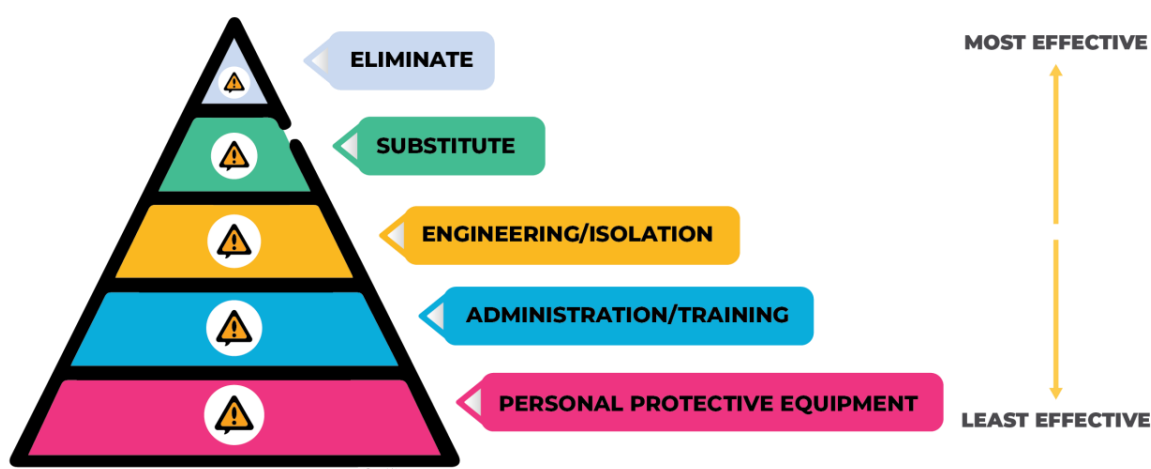 ELIMINATE
MOST EFFECTIVE
SUBSTITUTE
ENGINEERING/ISOLATION
ADMINISTRATION/TRAINING
PERSONAL PROTECTIVE EQUIPMENT
LEAST EFFECTIVE